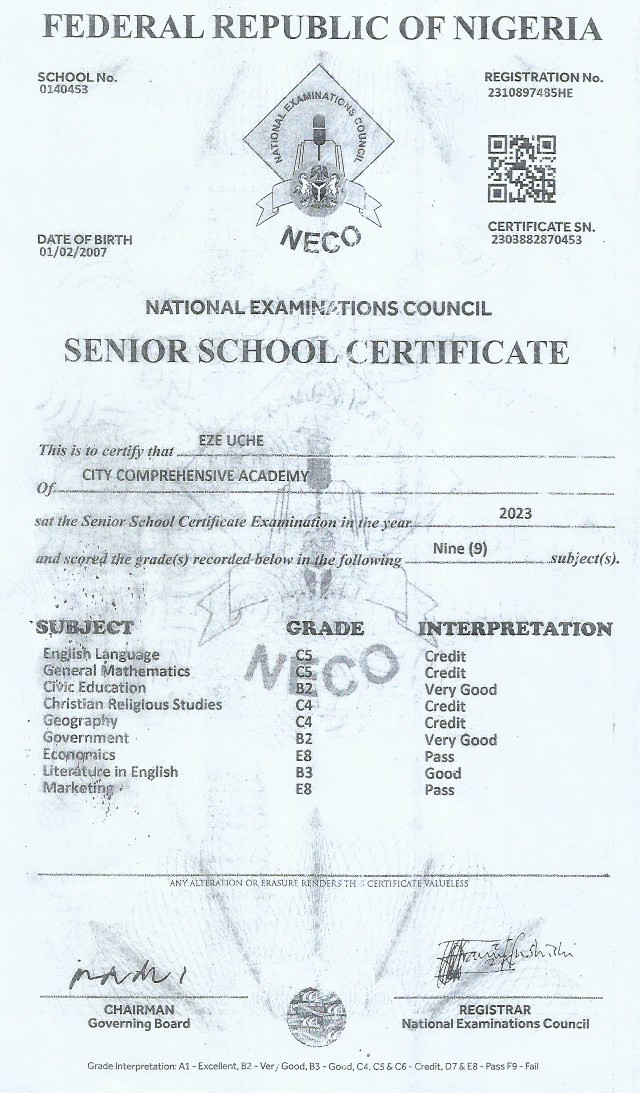 FEDERAL REPUBLIC OF NIGERIA
SCHOOL No.
0140453
REGISTRATION No.
2310897485HE
NATIONAL EXAMINATIONS COUNCIL
NECO
CERTIFICATE SN.
2303882870453
DATE OF BIRTH
01/02/2007
NATIONAL EXAMINATIONS COUNCIL
SENIOR SCHOOL CERTIFICATE
This is to certify that EZE UCHE
Of CITY COMPREHENSIVE ACADEMY
sat the Senior School Certificate Examination in the year 2023
and scored the grade(s) recorded below in the following Nine (9) subject(s).
SUBJECT GRADE INTERPRETATION
English Language C5 Credit
General Mathematics C5 Credit
Civic Education B2 Very Good
Christian Religious Studies C4 Credit
Geography C4 Credit
Government B2 Very Good
Economics E8 Pass
Literature in English B3 Good
Marketing E8 Pass
NECO
ANY ALTERATION OR ERASURE RENDERS THIS CERTIFICATE VALUELESS
CHAIRMAN
Governing Board
REGISTRAR
National Examinations Council
Grade Interpretation: A1 - Excellent, B2 - Very Good, B3 - Good, C4, C5 & C6 - Credit, D7 & E8 - Pass F9 - Fail